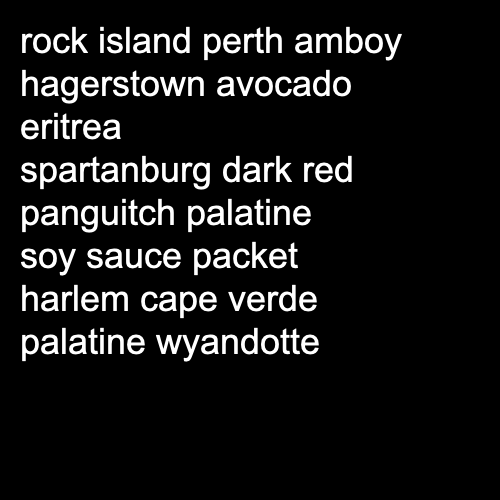 rock island perth amboy
hagerstown avocado
eritrea
spartanburg dark red
panguitch palatine
soy sauce packet
harlem cape verde
palatine wyandotte